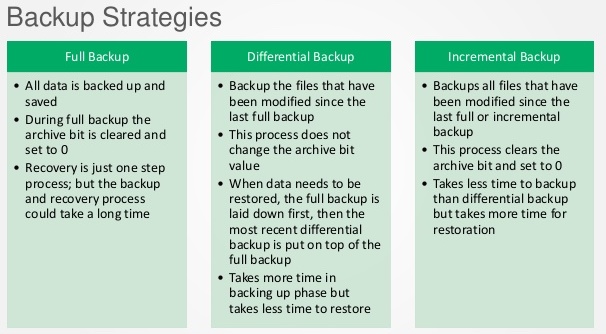 Backup Strategies
Full Backup
• All data is backed up and
saved
• During full backup the
archive bit is cleared and
set to 0
• Recovery is just one step
process; but the backup
and recovery process
could take a long time
Differential Backup
• Backup the files that have
been modified since the
last full backup
• This process does not
change the archive bit
value
• When data needs to be
restored, the full backup is
laid down first, then the
most recent differential
backup is put on top of the
full backup
• Takes more time in
backing up phase but
takes less time to restore
Incremental Backup
• Backups all files that have
been modified since the
last full or incremental
backup
• This process clears the
archive bit and set to 0
• Takes less time to backup
than differential backup
but takes more time for
restoration